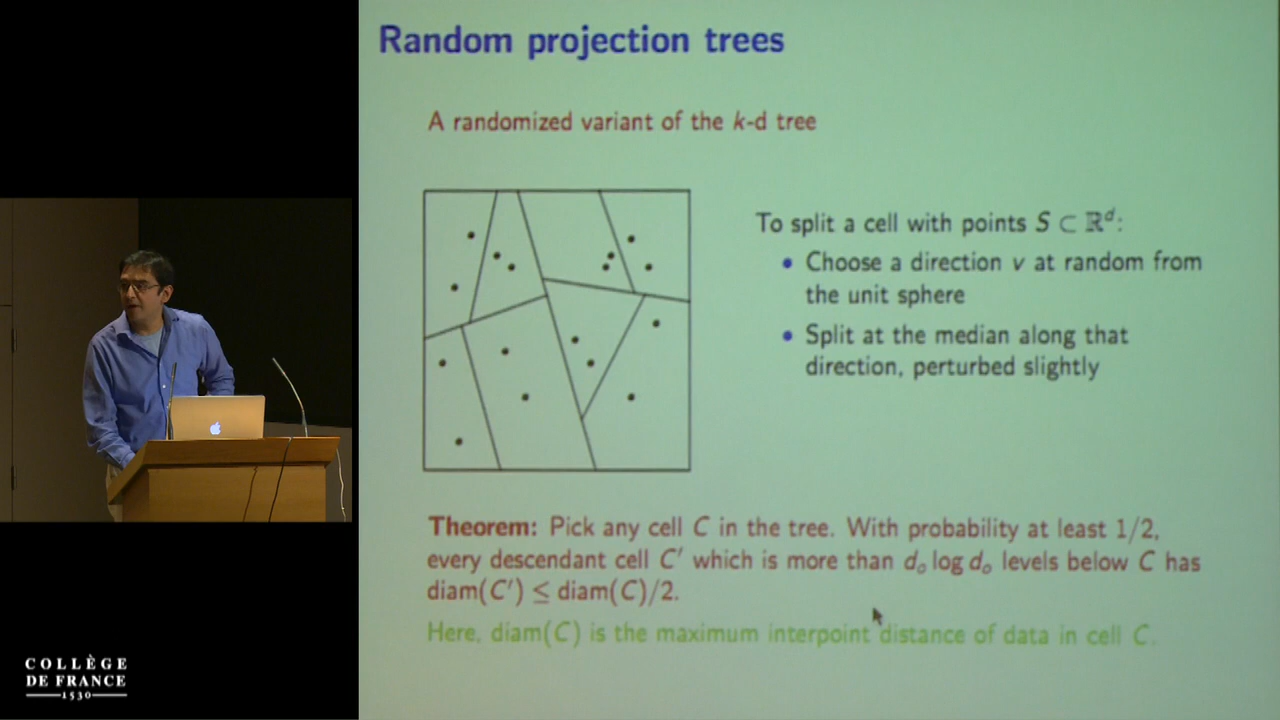 Random projection trees
A randomized variant of the k-d tree
To split a cell with points S ⊂ ℝᵈ:
• Choose a direction v at random from
the unit sphere
• Split at the median along that
direction, perturbed slightly
Theorem: Pick any cell C in the tree. With probability at least 1/2,
every descendant cell C′ which is more than dₒ log dₒ levels below C has
diam(C′) ≤ diam(C)/2.
Here, diam(C) is the maximum interpoint distance of data in cell C.
COLLÈGE
DE FRANCE
1530